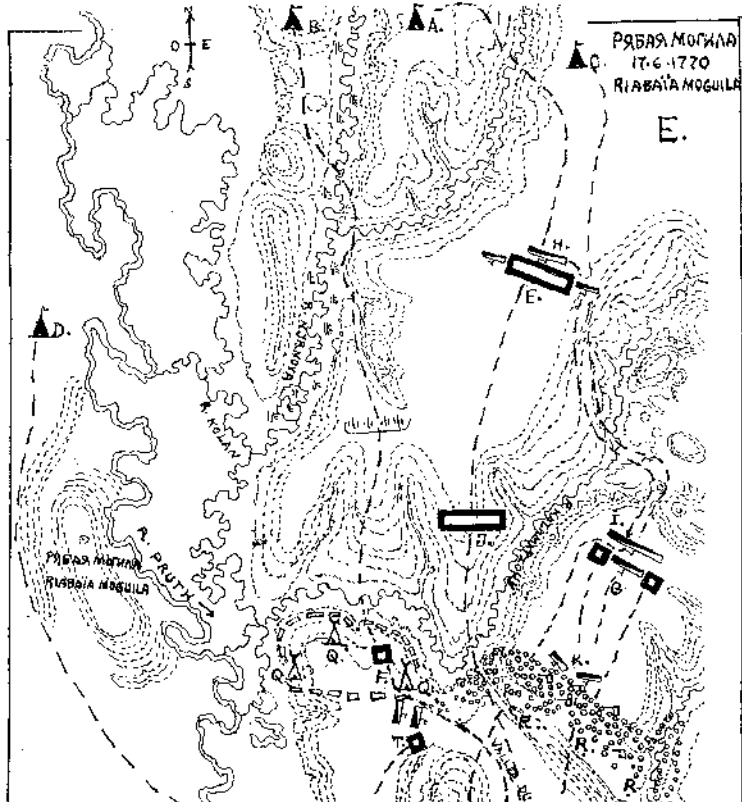 N
O E
S
B.
A.
C.
РЯБАЯ МОГИЛА
17·6·1770
RIABAÏA MOGUILA
E.
H.
E.
D.
R. KOLAN
J.
I.
G.
РЯБАЯ МОГИЛА
RIABAÏA MOGUILA
R. PRUTH
Q
Q
Q
F
K.
T
R.
R.
R.